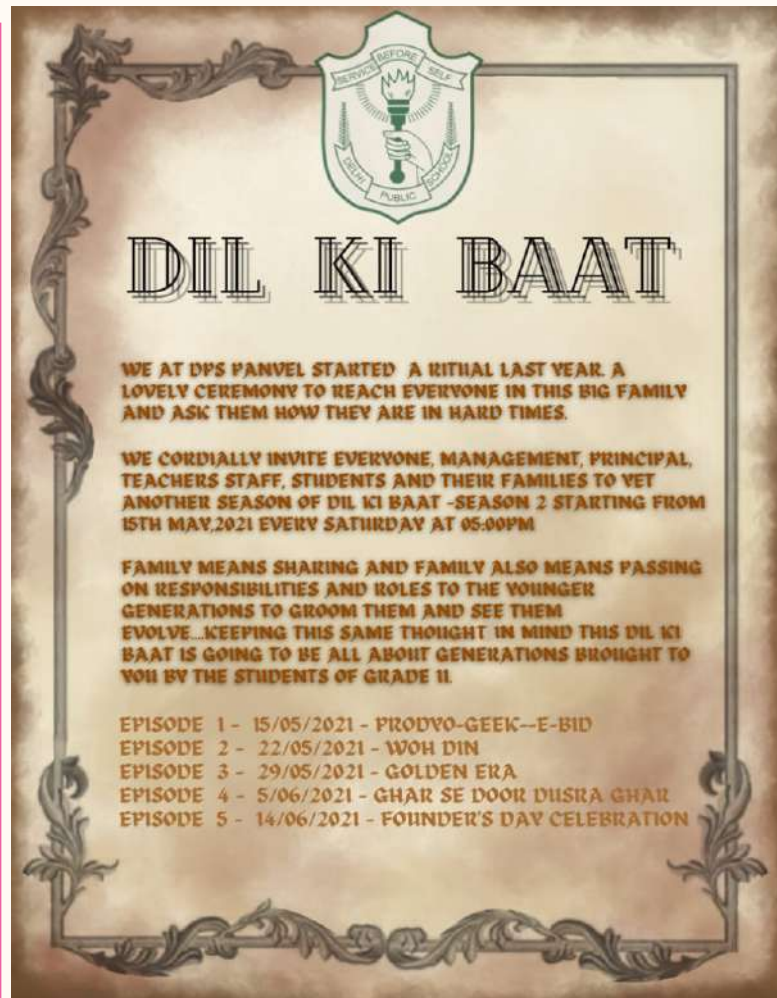 SERVICE BEFORE SELF
DELHI PUBLIC SCHOOL
DIL KI BAAT
WE AT DPS PANVEL STARTED A RITUAL LAST YEAR. A
LOVELY CEREMONY TO REACH EVERYONE IN THIS BIG FAMILY
AND ASK THEM HOW THEY ARE IN HARD TIMES.
WE CORDIALLY INVITE EVERYONE, MANAGEMENT, PRINCIPAL,
TEACHERS STAFF, STUDENTS AND THEIR FAMILIES TO YET
ANOTHER SEASON OF DIL KI BAAT -SEASON 2 STARTING FROM
15TH MAY,2021 EVERY SATURDAY AT 05:00PM
FAMILY MEANS SHARING AND FAMILY ALSO MEANS PASSING
ON RESPONSIBILITIES AND ROLES TO THE YOUNGER
GENERATIONS TO GROOM THEM AND SEE THEM
EVOLVE....KEEPING THIS SAME THOUGHT IN MIND THIS DIL KI
BAAT IS GOING TO BE ALL ABOUT GENERATIONS BROUGHT TO
YOU BY THE STUDENTS OF GRADE 11.
EPISODE 1 - 15/05/2021 - PRODYO-GEEK--E-BID
EPISODE 2 - 22/05/2021 - WOH DIN
EPISODE 3 - 29/05/2021 - GOLDEN ERA
EPISODE 4 - 5/06/2021 - GHAR SE DOOR DUSRA GHAR
EPISODE 5 - 14/06/2021 - FOUNDER'S DAY CELEBRATION